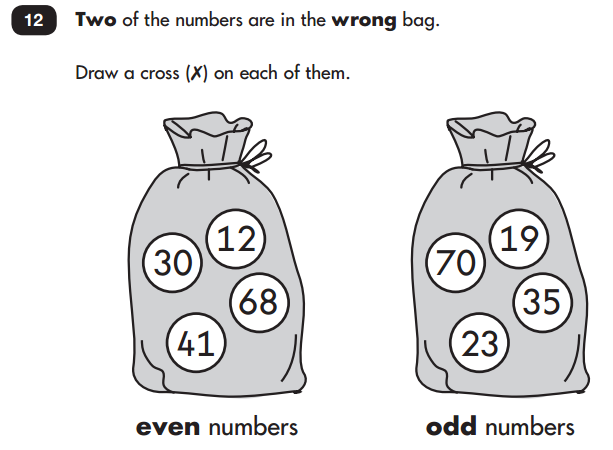 12 Two of the numbers are in the wrong bag.
Draw a cross (✗) on each of them.
12
30
68
41
19
70
35
23
even numbers
odd numbers